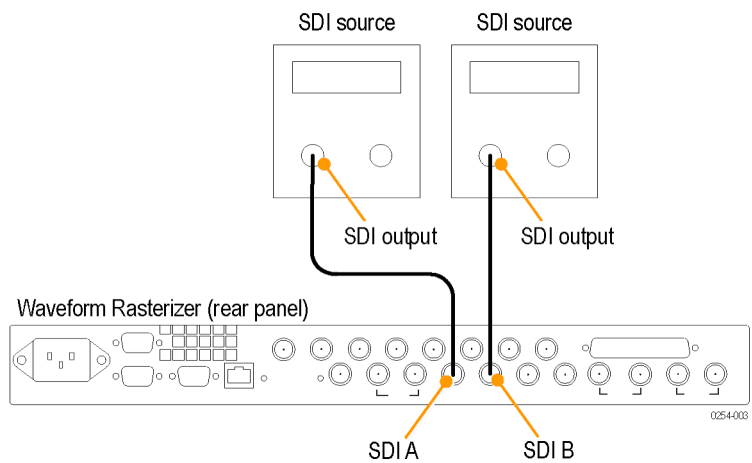 SDI source
SDI source
SDI output
SDI output
Waveform Rasterizer (rear panel)
0254-003
SDI A
SDI B